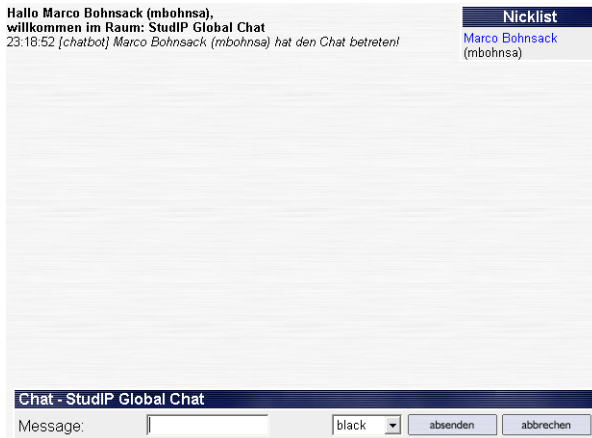 Hallo Marco Bohnsack (mbohnsa),
willkommen im Raum: StudIP Global Chat
23:18:52 [chatbot] Marco Bohnsack (mbohnsa) hat den Chat betreten!
Nicklist
Marco Bohnsack
(mbohnsa)
Chat - StudIP Global Chat
Message:
black
absenden
abbrechen